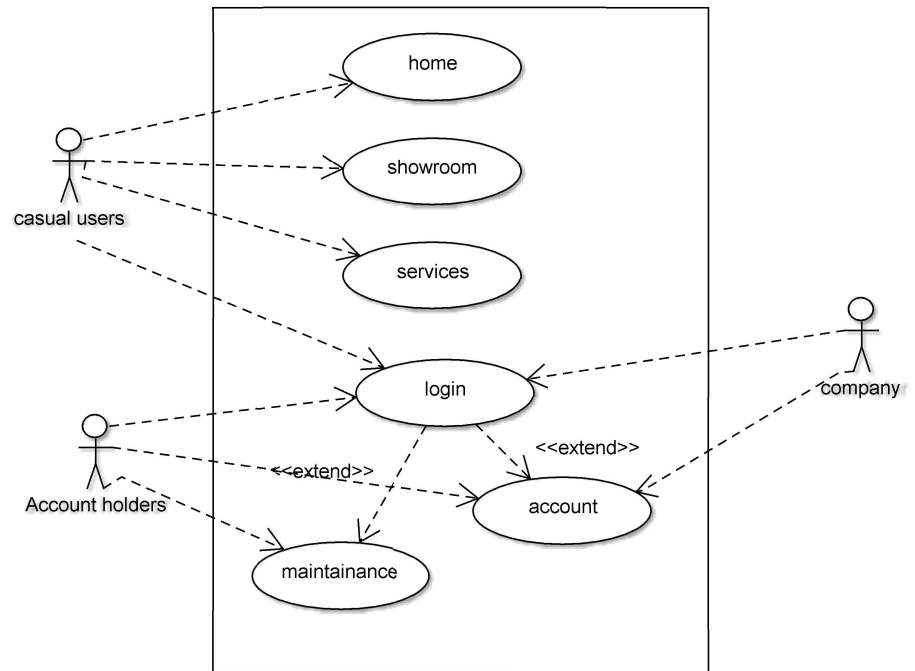 home
showroom
casual users
services
login
company
<<extend>>
<<extend>>
Account holders
account
maintainance